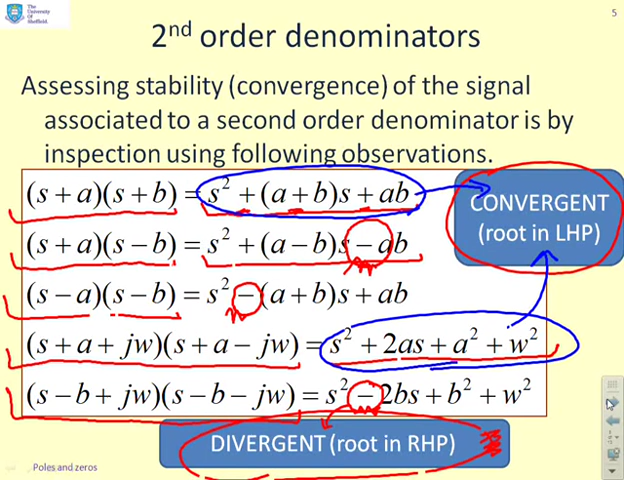 The
University
Of
Sheffield.
5
2nd order denominators
Assessing stability (convergence) of the signal
associated to a second order denominator is by
inspection using following observations.
(s + a)(s + b) = s² + (a + b)s + ab
(s + a)(s − b) = s² + (a − b)s − ab
(s − a)(s − b) = s² − (a + b)s + ab
(s + a + jw)(s + a − jw) = s² + 2as + a² + w²
(s − b + jw)(s − b − jw) = s² − 2bs + b² + w²
CONVERGENT
(root in LHP)
DIVERGENT (root in RHP)
Poles and zeros